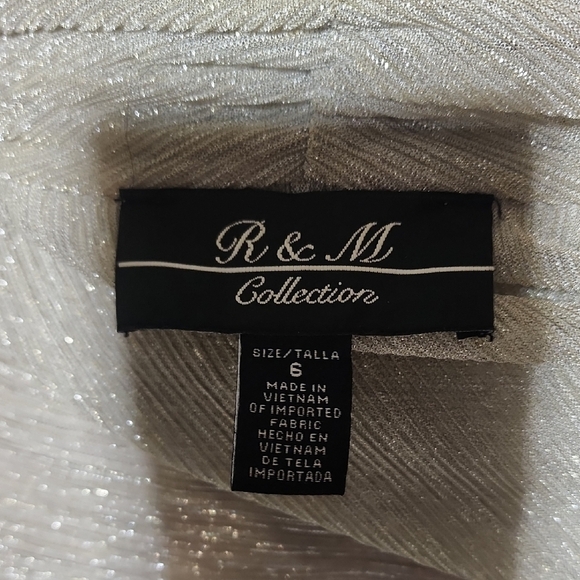 R & M
Collection
SIZE/TALLA
6
MADE IN
VIETNAM
OF IMPORTED
FABRIC
HECHO EN
VIETNAM
DE TELA
IMPORTADA